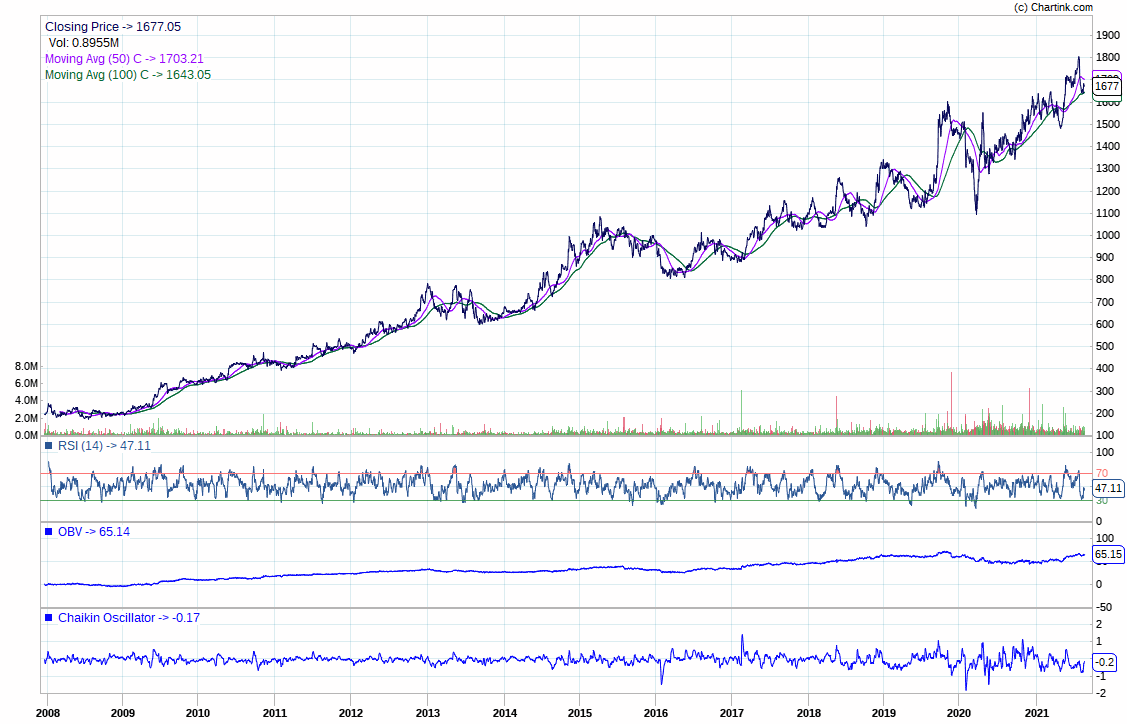 (c) Chartink.com
Closing Price -> 1677.05
Vol: 0.8955M
Moving Avg (50) C -> 1703.21
Moving Avg (100) C -> 1643.05
1900
1800
1677
1600
1500
1400
1300
1200
1100
1000
900
800
700
600
500
400
300
200
100
8.0M
6.0M
4.0M
2.0M
0.0M
RSI (14) -> 47.11
100
70
47.11
30
0
OBV -> 65.14
100
65.15
0
-50
Chaikin Oscillator -> -0.17
2
1
-0.2
-1
-2
2008 2009 2010 2011 2012 2013 2014 2015 2016 2017 2018 2019 2020 2021